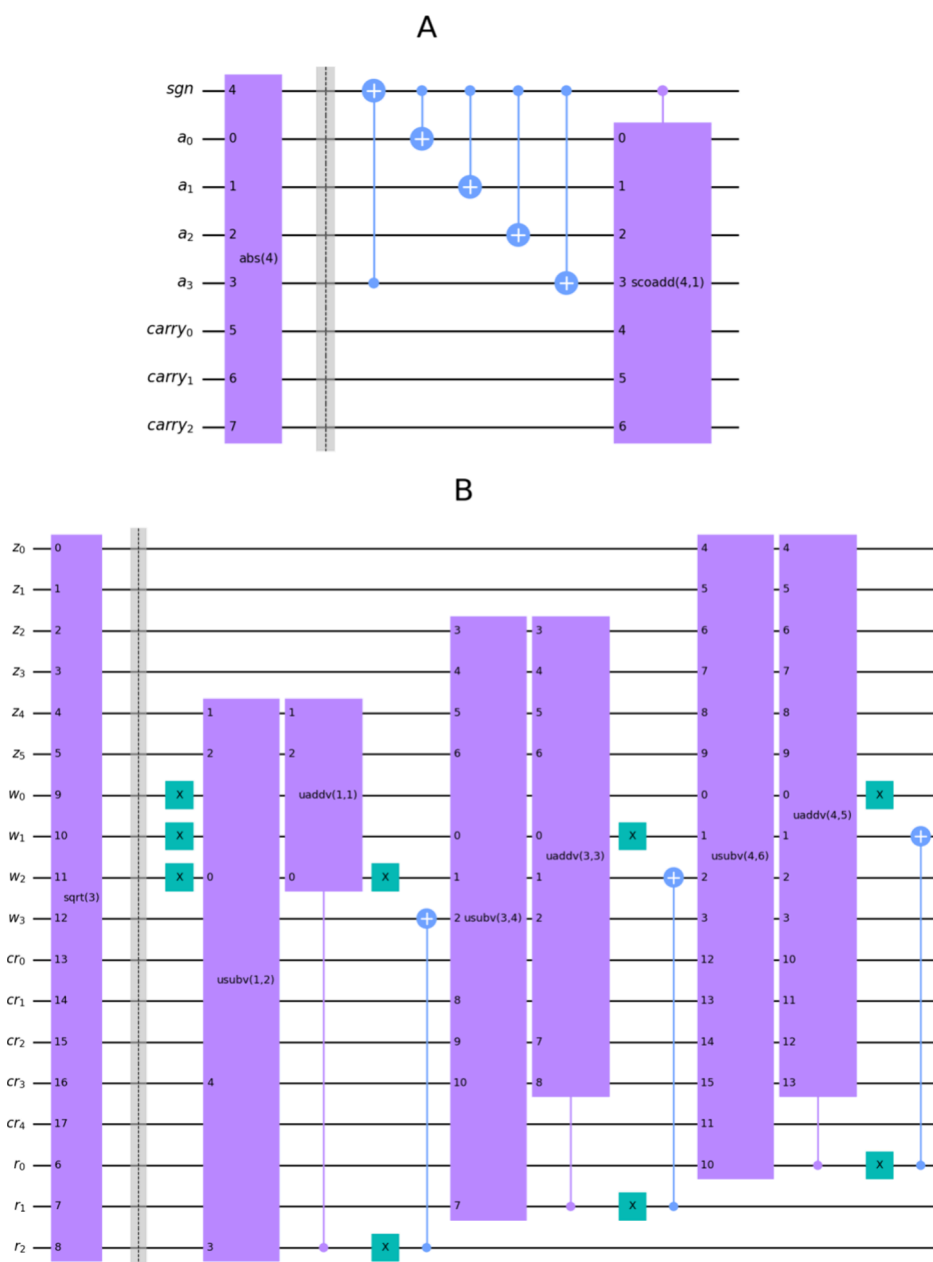 A
sgn 4
a0 0 0
a1 1 1
a2 2 2
abs(4)
a3 3 3 scoadd(4,1)
carry0 5 4
carry1 6 5
carry2 7 6
B
z0 0 4 4
z1 1 5 5
z2 2 3 3 6 6
z3 3 4 4 7 7
z4 4 1 1 5 5 8 8
z5 5 2 2 6 6 9 9
w0 9 X uaddv(1,1) 0 0 X
uaddv(4,5)
w1 10 X 0 0 X 1 1
uaddv(3,3) usubv(4,6)
w2 11 X 0 0 X 1 1 2 2
sqrt(3)
w3 12 2 usubv(3,4) 2 3 3
cr0 13 12 10
usubv(1,2)
cr1 14 8 13 11
cr2 15 9 7 14 12
cr3 16 4 10 8 15 13
cr4 17 11
r0 6 10 X
r1 7 7 X
r2 8 3 X